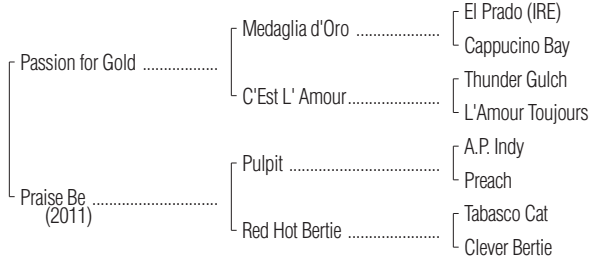 El Prado (IRE)
Medaglia d'Oro ....................
Cappucino Bay
Passion for Gold ..................
Thunder Gulch
C'Est L' Amour......................
L'Amour Toujours
A.P. Indy
Pulpit ....................................
Preach
Praise Be ..............................
(2011)
Tabasco Cat
Red Hot Bertie ......................
Clever Bertie